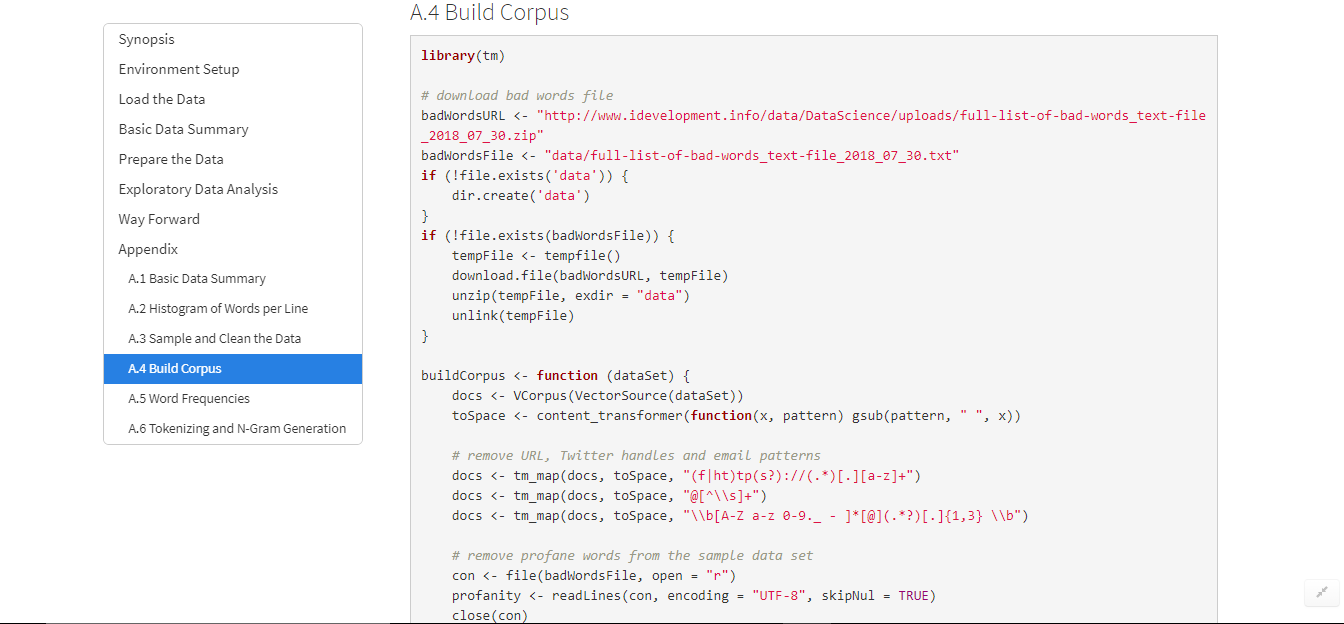 Synopsis
Environment Setup
Load the Data
Basic Data Summary
Prepare the Data
Exploratory Data Analysis
Way Forward
Appendix
A.1 Basic Data Summary
A.2 Histogram of Words per Line
A.3 Sample and Clean the Data
A.4 Build Corpus
A.5 Word Frequencies
A.6 Tokenizing and N-Gram Generation
A.4 Build Corpus
library(tm)
# download bad words file
badWordsURL <- "http://www.idevelopment.info/data/DataScience/uploads/full-list-of-bad-words_text-file
_2018_07_30.zip"
badWordsFile <- "data/full-list-of-bad-words_text-file_2018_07_30.txt"
if (!file.exists('data')) {
    dir.create('data')
}
if (!file.exists(badWordsFile)) {
    tempFile <- tempfile()
    download.file(badWordsURL, tempFile)
    unzip(tempFile, exdir = "data")
    unlink(tempFile)
}
buildCorpus <- function (dataSet) {
    docs <- VCorpus(VectorSource(dataSet))
    toSpace <- content_transformer(function(x, pattern) gsub(pattern, " ", x))
    # remove URL, Twitter handles and email patterns
    docs <- tm_map(docs, toSpace, "(f|ht)tp(s?)://(.*)[.][a-z]+")
    docs <- tm_map(docs, toSpace, "@[^\\s]+")
    docs <- tm_map(docs, toSpace, "\\b[A-Z a-z 0-9._ - ]*[@](.*?)[.]{1,3} \\b")
    # remove profane words from the sample data set
    con <- file(badWordsFile, open = "r")
    profanity <- readLines(con, encoding = "UTF-8", skipNul = TRUE)
    close(con)